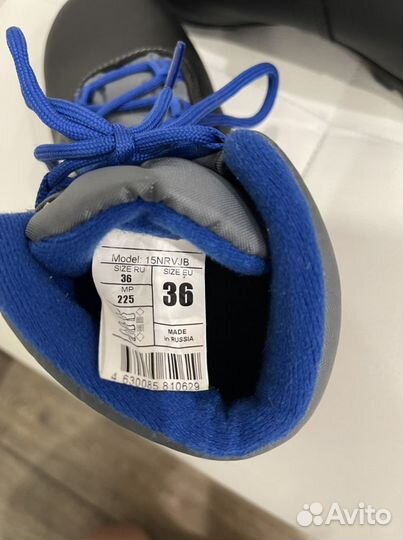 Model: 15NRVJB
SIZE RU SIZE EU
36 36
MP
225
MADE
in RUSSIA
4 630085 810629
Avito